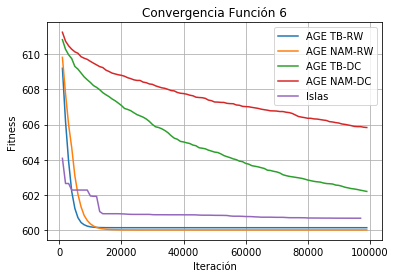 Convergencia Función 6
AGE TB-RW
AGE NAM-RW
AGE TB-DC
AGE NAM-DC
Islas
Fitness
610
608
606
604
602
600
0
20000
40000
60000
80000
100000
Iteración